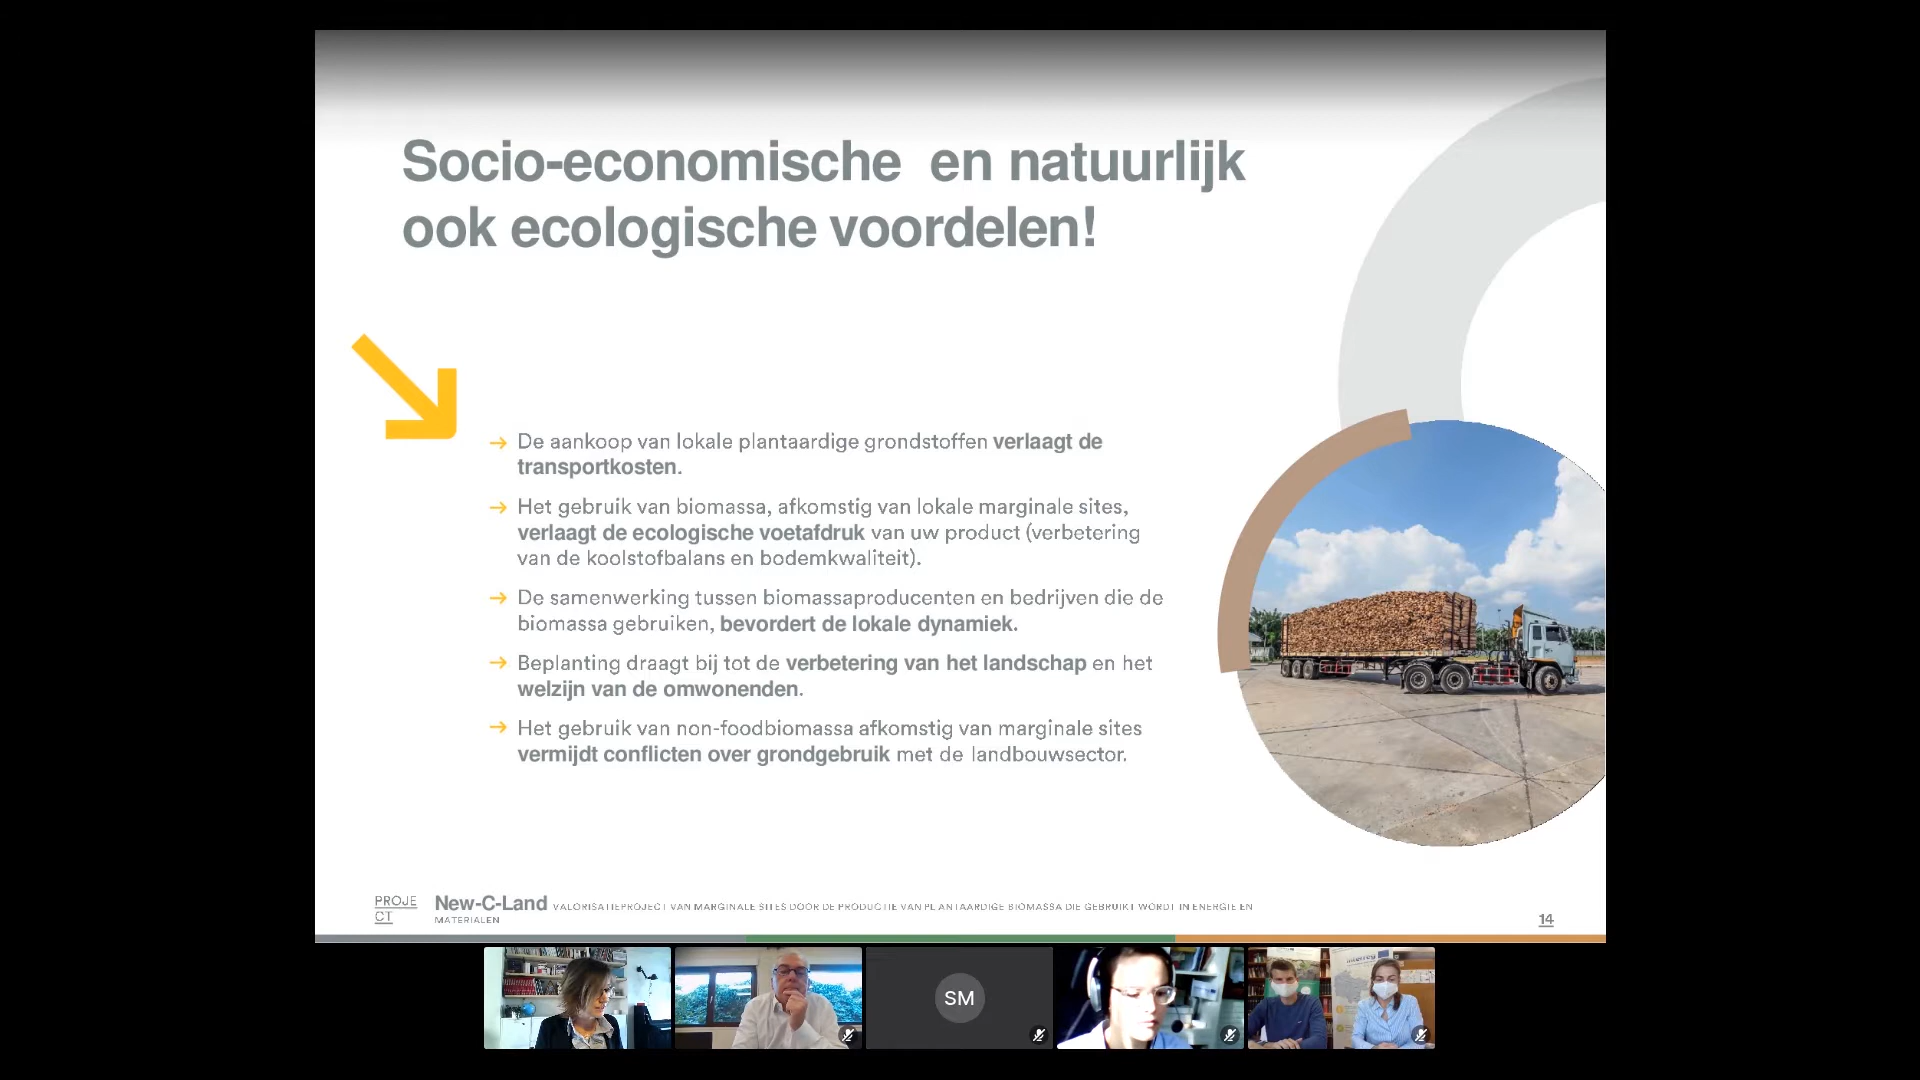 Socio-economische en natuurlijk
ook ecologische voordelen!
→ De aankoop van lokale plantaardige grondstoffen verlaagt de
transportkosten.
→ Het gebruik van biomassa, afkomstig van lokale marginale sites,
verlaagt de ecologische voetafdruk van uw product (verbetering
van de koolstofbalans en bodemkwaliteit).
→ De samenwerking tussen biomassaproducenten en bedrijven die de
biomassa gebruiken, bevordert de lokale dynamiek.
→ Beplanting draagt bij tot de verbetering van het landschap en het
welzijn van de omwonenden.
→ Het gebruik van non-foodbiomassa afkomstig van marginale sites
vermijdt conflicten over grondgebruik met de landbouwsector.
PROJE
CT
New-C-Land VALORISATIEPROJECT VAN MARGINALE SITES DOOR DE PRODUCTIE VAN PLANTAARDIGE BIOMASSA DIE GEBRUIKT WORDT IN ENERGIE EN
MATERIALEN
14
SM
Interreg